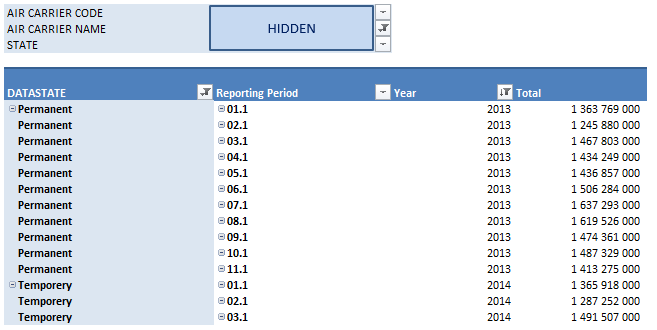 AIR CARRIER CODE
AIR CARRIER NAME
HIDDEN
STATE
DATASTATE Reporting Period Year Total
Permanent 01.1 2013 1 363 769 000
Permanent 02.1 2013 1 245 880 000
Permanent 03.1 2013 1 467 803 000
Permanent 04.1 2013 1 434 249 000
Permanent 05.1 2013 1 436 857 000
Permanent 06.1 2013 1 506 284 000
Permanent 07.1 2013 1 637 293 000
Permanent 08.1 2013 1 619 526 000
Permanent 09.1 2013 1 474 361 000
Permanent 10.1 2013 1 487 329 000
Permanent 11.1 2013 1 413 275 000
Temporery 01.1 2014 1 365 918 000
Temporery 02.1 2014 1 287 252 000
Temporery 03.1 2014 1 491 507 000